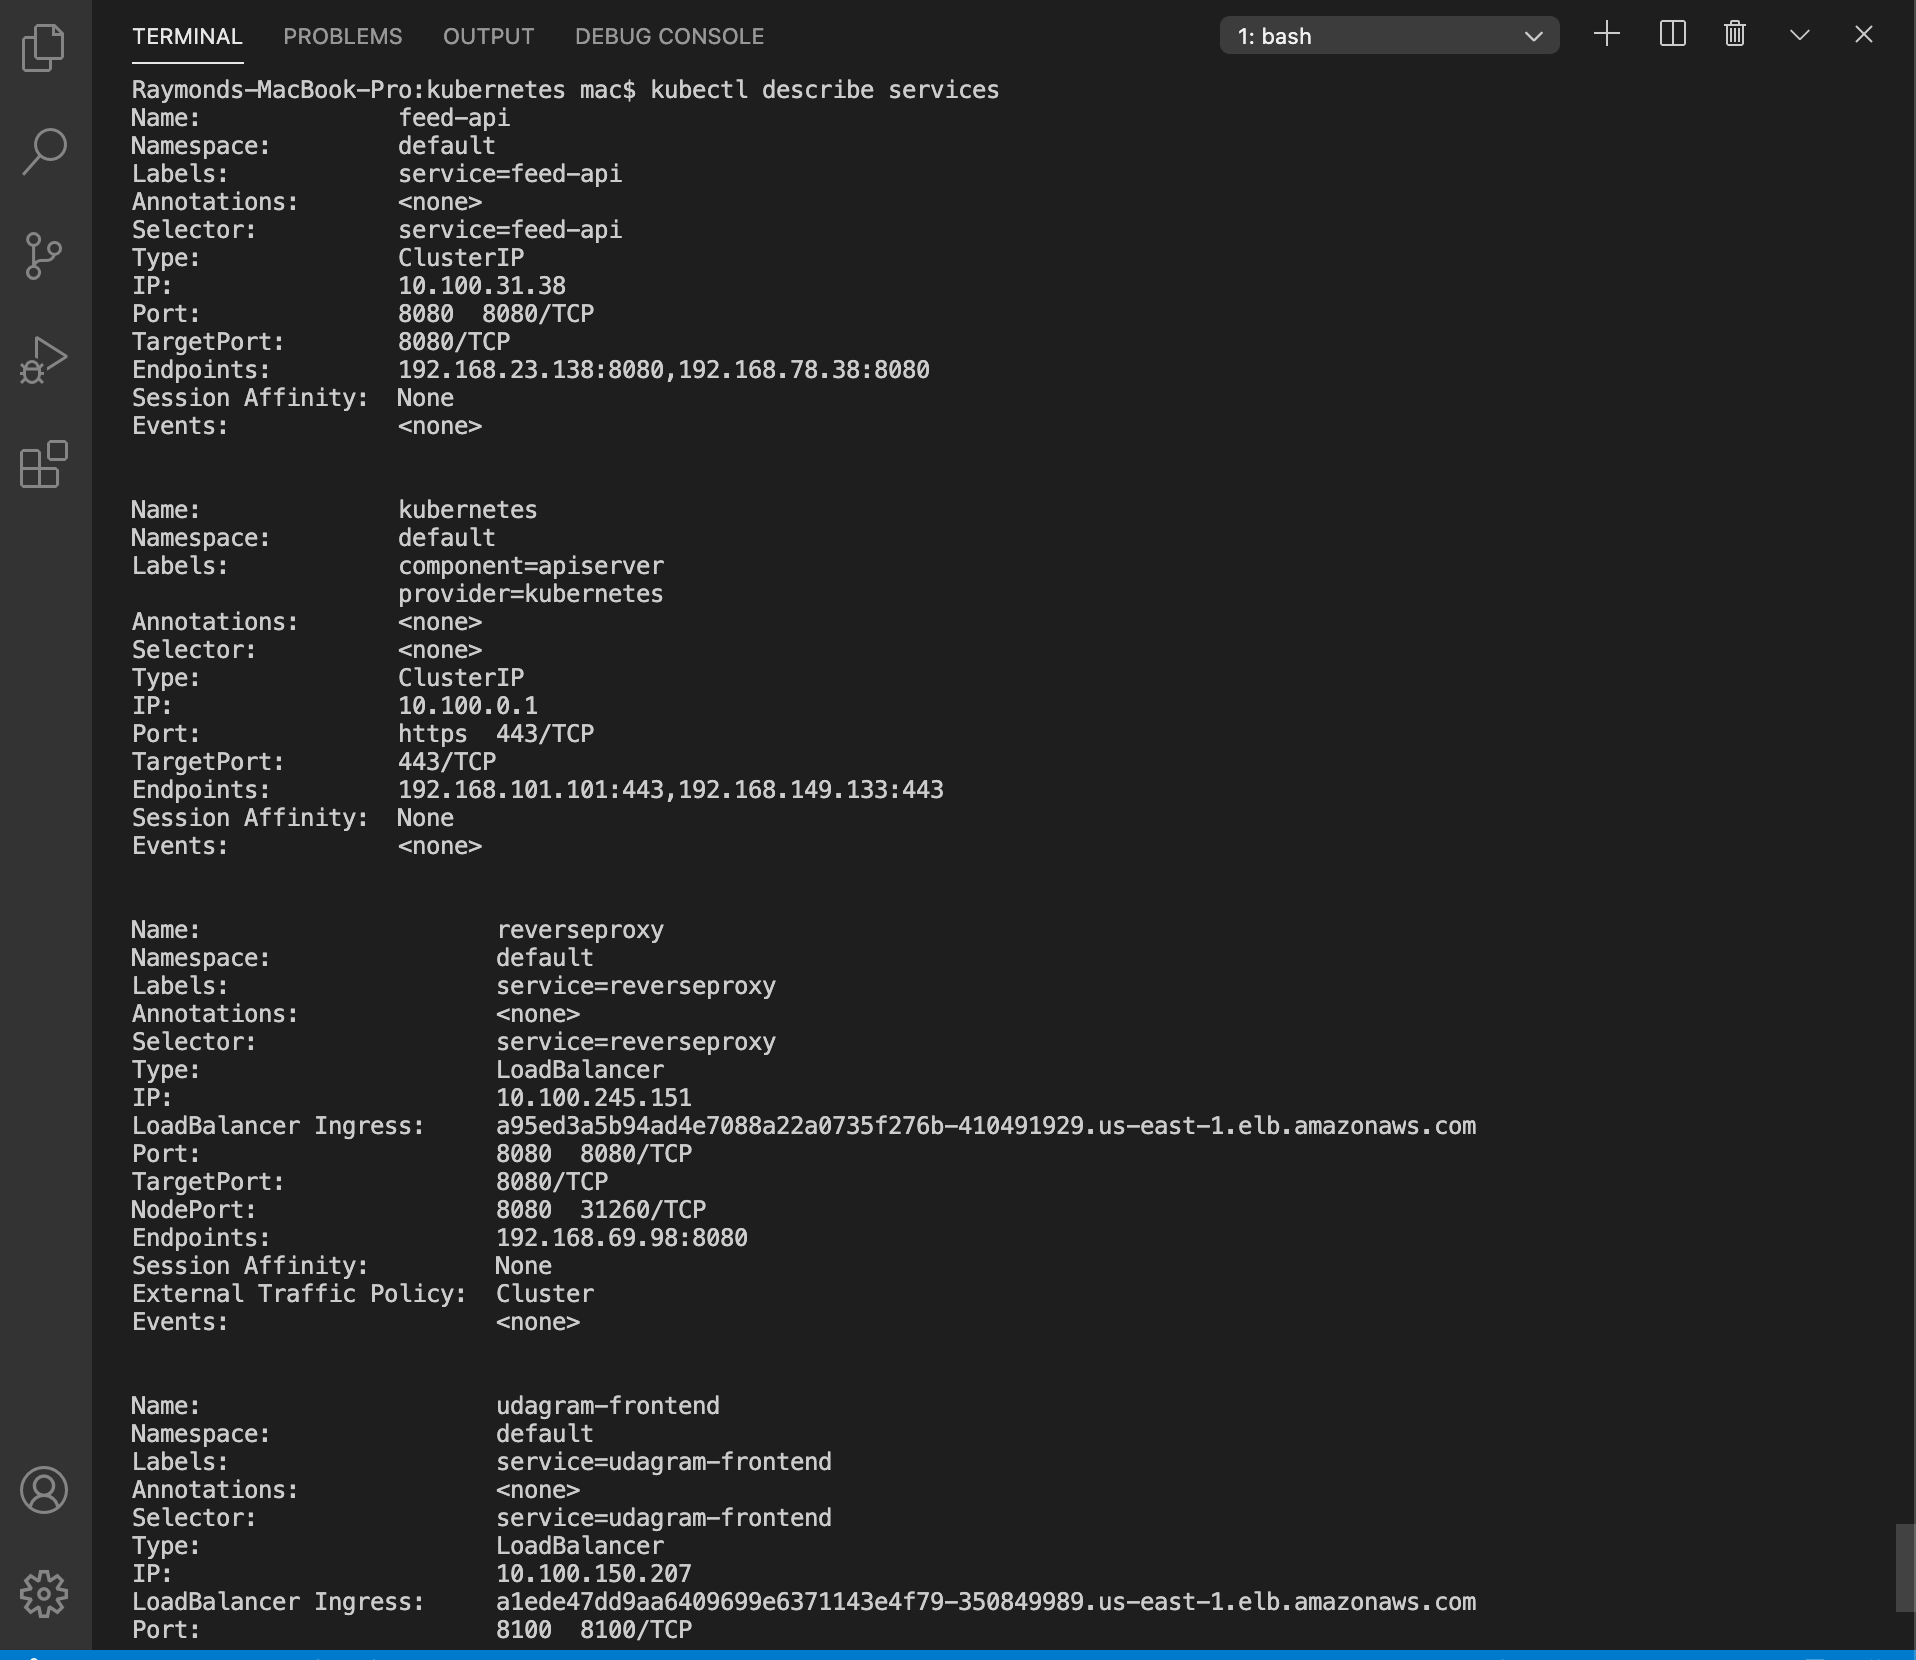 TERMINAL PROBLEMS OUTPUT DEBUG CONSOLE 1: bash
Raymonds-MacBook-Pro:kubernetes mac$ kubectl describe services
Name: feed-api
Namespace: default
Labels: service=feed-api
Annotations: <none>
Selector: service=feed-api
Type: ClusterIP
IP: 10.100.31.38
Port: 8080 8080/TCP
TargetPort: 8080/TCP
Endpoints: 192.168.23.138:8080,192.168.78.38:8080
Session Affinity: None
Events: <none>
Name: kubernetes
Namespace: default
Labels: component=apiserver
provider=kubernetes
Annotations: <none>
Selector: <none>
Type: ClusterIP
IP: 10.100.0.1
Port: https 443/TCP
TargetPort: 443/TCP
Endpoints: 192.168.101.101:443,192.168.149.133:443
Session Affinity: None
Events: <none>
Name: reverseproxy
Namespace: default
Labels: service=reverseproxy
Annotations: <none>
Selector: service=reverseproxy
Type: LoadBalancer
IP: 10.100.245.151
LoadBalancer Ingress: a95ed3a5b94ad4e7088a22a0735f276b-410491929.us-east-1.elb.amazonaws.com
Port: 8080 8080/TCP
TargetPort: 8080/TCP
NodePort: 8080 31260/TCP
Endpoints: 192.168.69.98:8080
Session Affinity: None
External Traffic Policy: Cluster
Events: <none>
Name: udagram-frontend
Namespace: default
Labels: service=udagram-frontend
Annotations: <none>
Selector: service=udagram-frontend
Type: LoadBalancer
IP: 10.100.150.207
LoadBalancer Ingress: a1ede47dd9aa6409699e6371143e4f79-350849989.us-east-1.elb.amazonaws.com
Port: 8100 8100/TCP